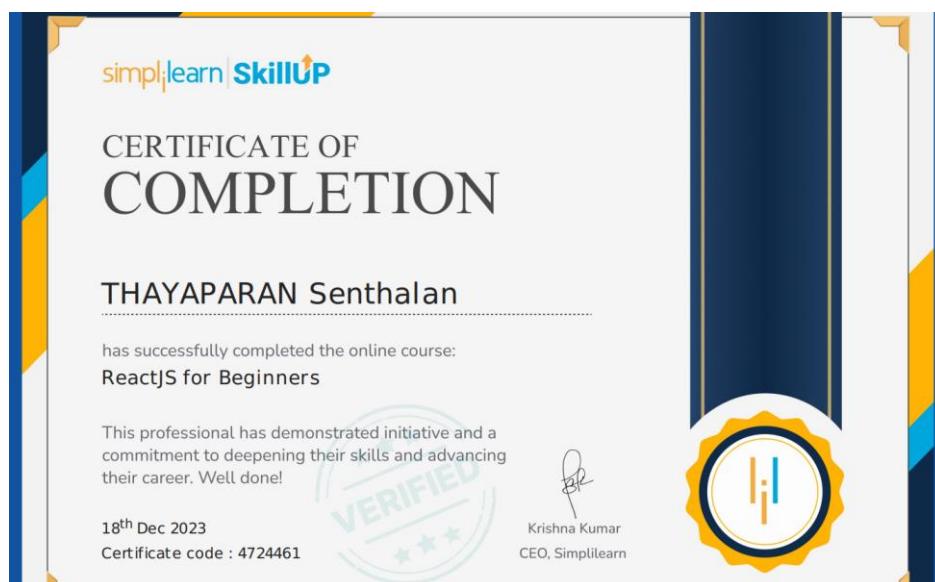 simplilearn | SkillUP
CERTIFICATE OF
COMPLETION
THAYAPARAN Senthalan
has successfully completed the online course:
ReactJS for Beginners
This professional has demonstrated initiative and a
commitment to deepening their skills and advancing
their career. Well done!
VERIFIED
18th Dec 2023
Certificate code : 4724461
Krishna Kumar
CEO, Simplilearn